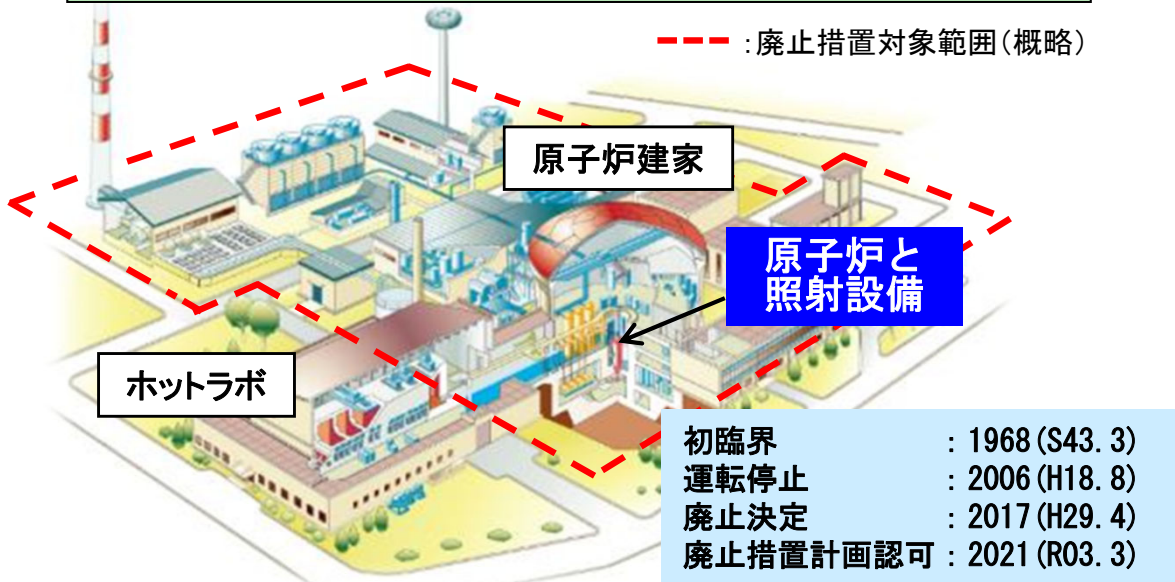 :廃止措置対象範囲(概略)
原子炉建家
原子炉と
照射設備
ホットラボ
初臨界 : 1968(S43.3)
運転停止 : 2006(H18.8)
廃止決定 : 2017(H29.4)
廃止措置計画認可 : 2021(R03.3)